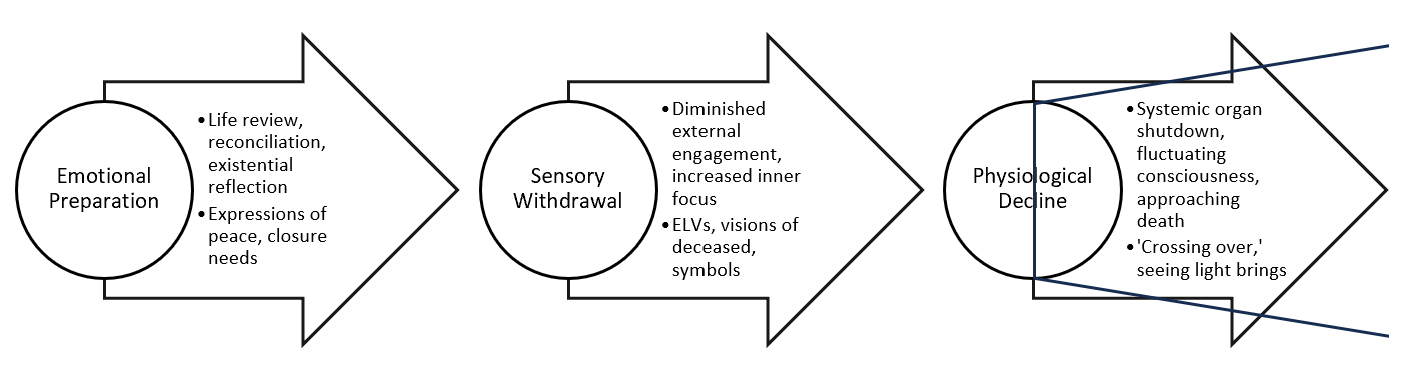 Emotional
Preparation
•Life review,
reconciliation,
existential
reflection
•Expressions of
peace, closure
needs
Sensory
Withdrawal
•Diminished
external
engagement,
increased inner
focus
•ELVs, visions of
deceased,
symbols
Physiological
Decline
•Systemic organ
shutdown,
fluctuating
consciousness,
approaching
death
•'Crossing over,'
seeing light brings